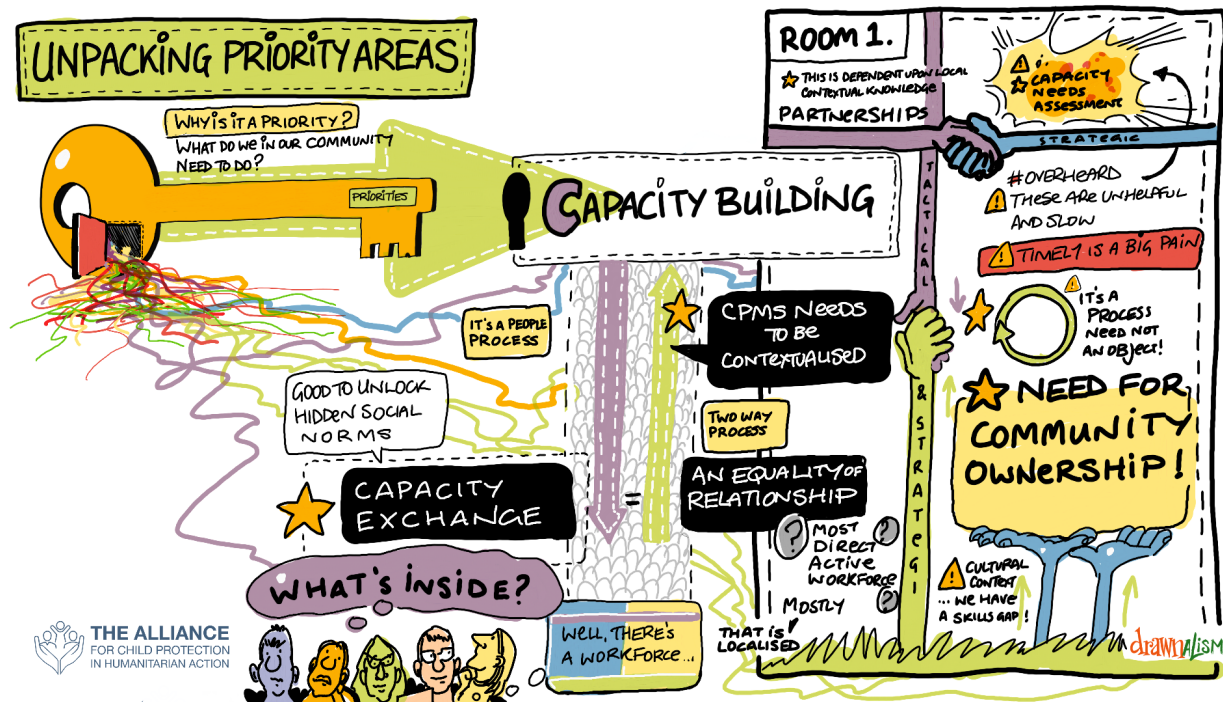 UNPACKING PRIORITY AREAS
WHY IS IT A PRIORITY?
WHAT DO WE IN OUR COMMUNITY
NEED TO DO?
PRIORITIES
CAPACITY BUILDING
IT'S A PEOPLE
PROCESS
CPMS NEEDS
TO BE
CONTEXTUALISED
GOOD TO UNLOCK
HIDDEN SOCIAL
NORMS
TWO WAY
PROCESS
CAPACITY
EXCHANGE
=
AN EQUALITY OF
RELATIONSHIP
WHAT'S INSIDE?
WELL, THERE'S
A WORKFORCE...
THE ALLIANCE
FOR CHILD PROTECTION
IN HUMANITARIAN ACTION
ROOM 1.
THIS IS DEPENDENT UPON LOCAL
CONTEXTUAL KNOWLEDGE
PARTNERSHIPS
CAPACITY
NEEDS
ASSESSMENT
STRATEGIC
TACTICAL
& STRATEGI
#OVERHEARD
THESE ARE UNHELPFUL
AND SLOW
TIMELY IS A BIG PAIN
IT'S A
PROCESS
NEED NOT
AN OBJECT!
NEED FOR
COMMUNITY
OWNERSHIP!
? MOST ?
DIRECT
ACTIVE
WORKFORCE
MOSTLY ?
THAT IS
LOCALISED
CULTURAL
CONTEXT
... WE HAVE
A SKILLS GAP!
drawnalism